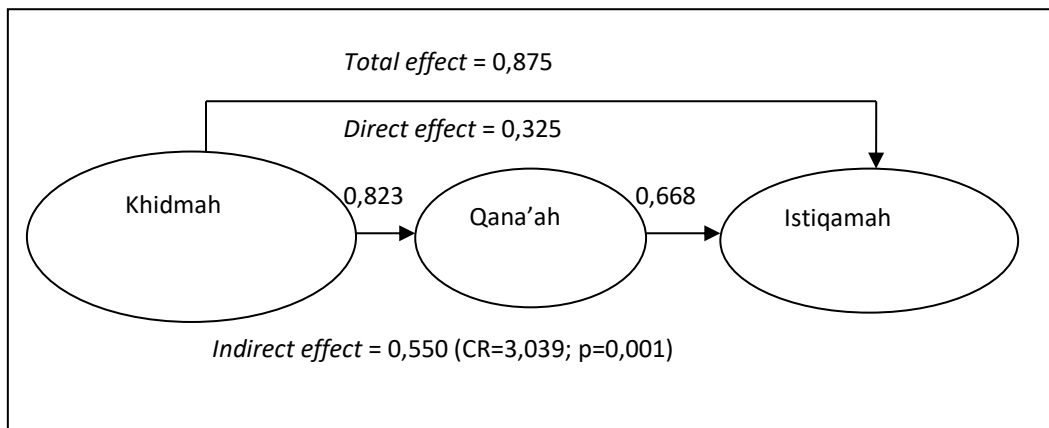 Total effect = 0,875
Direct effect = 0,325
Khidmah
0,823
Qana’ah
0,668
Istiqamah
Indirect effect = 0,550 (CR=3,039; p=0,001)